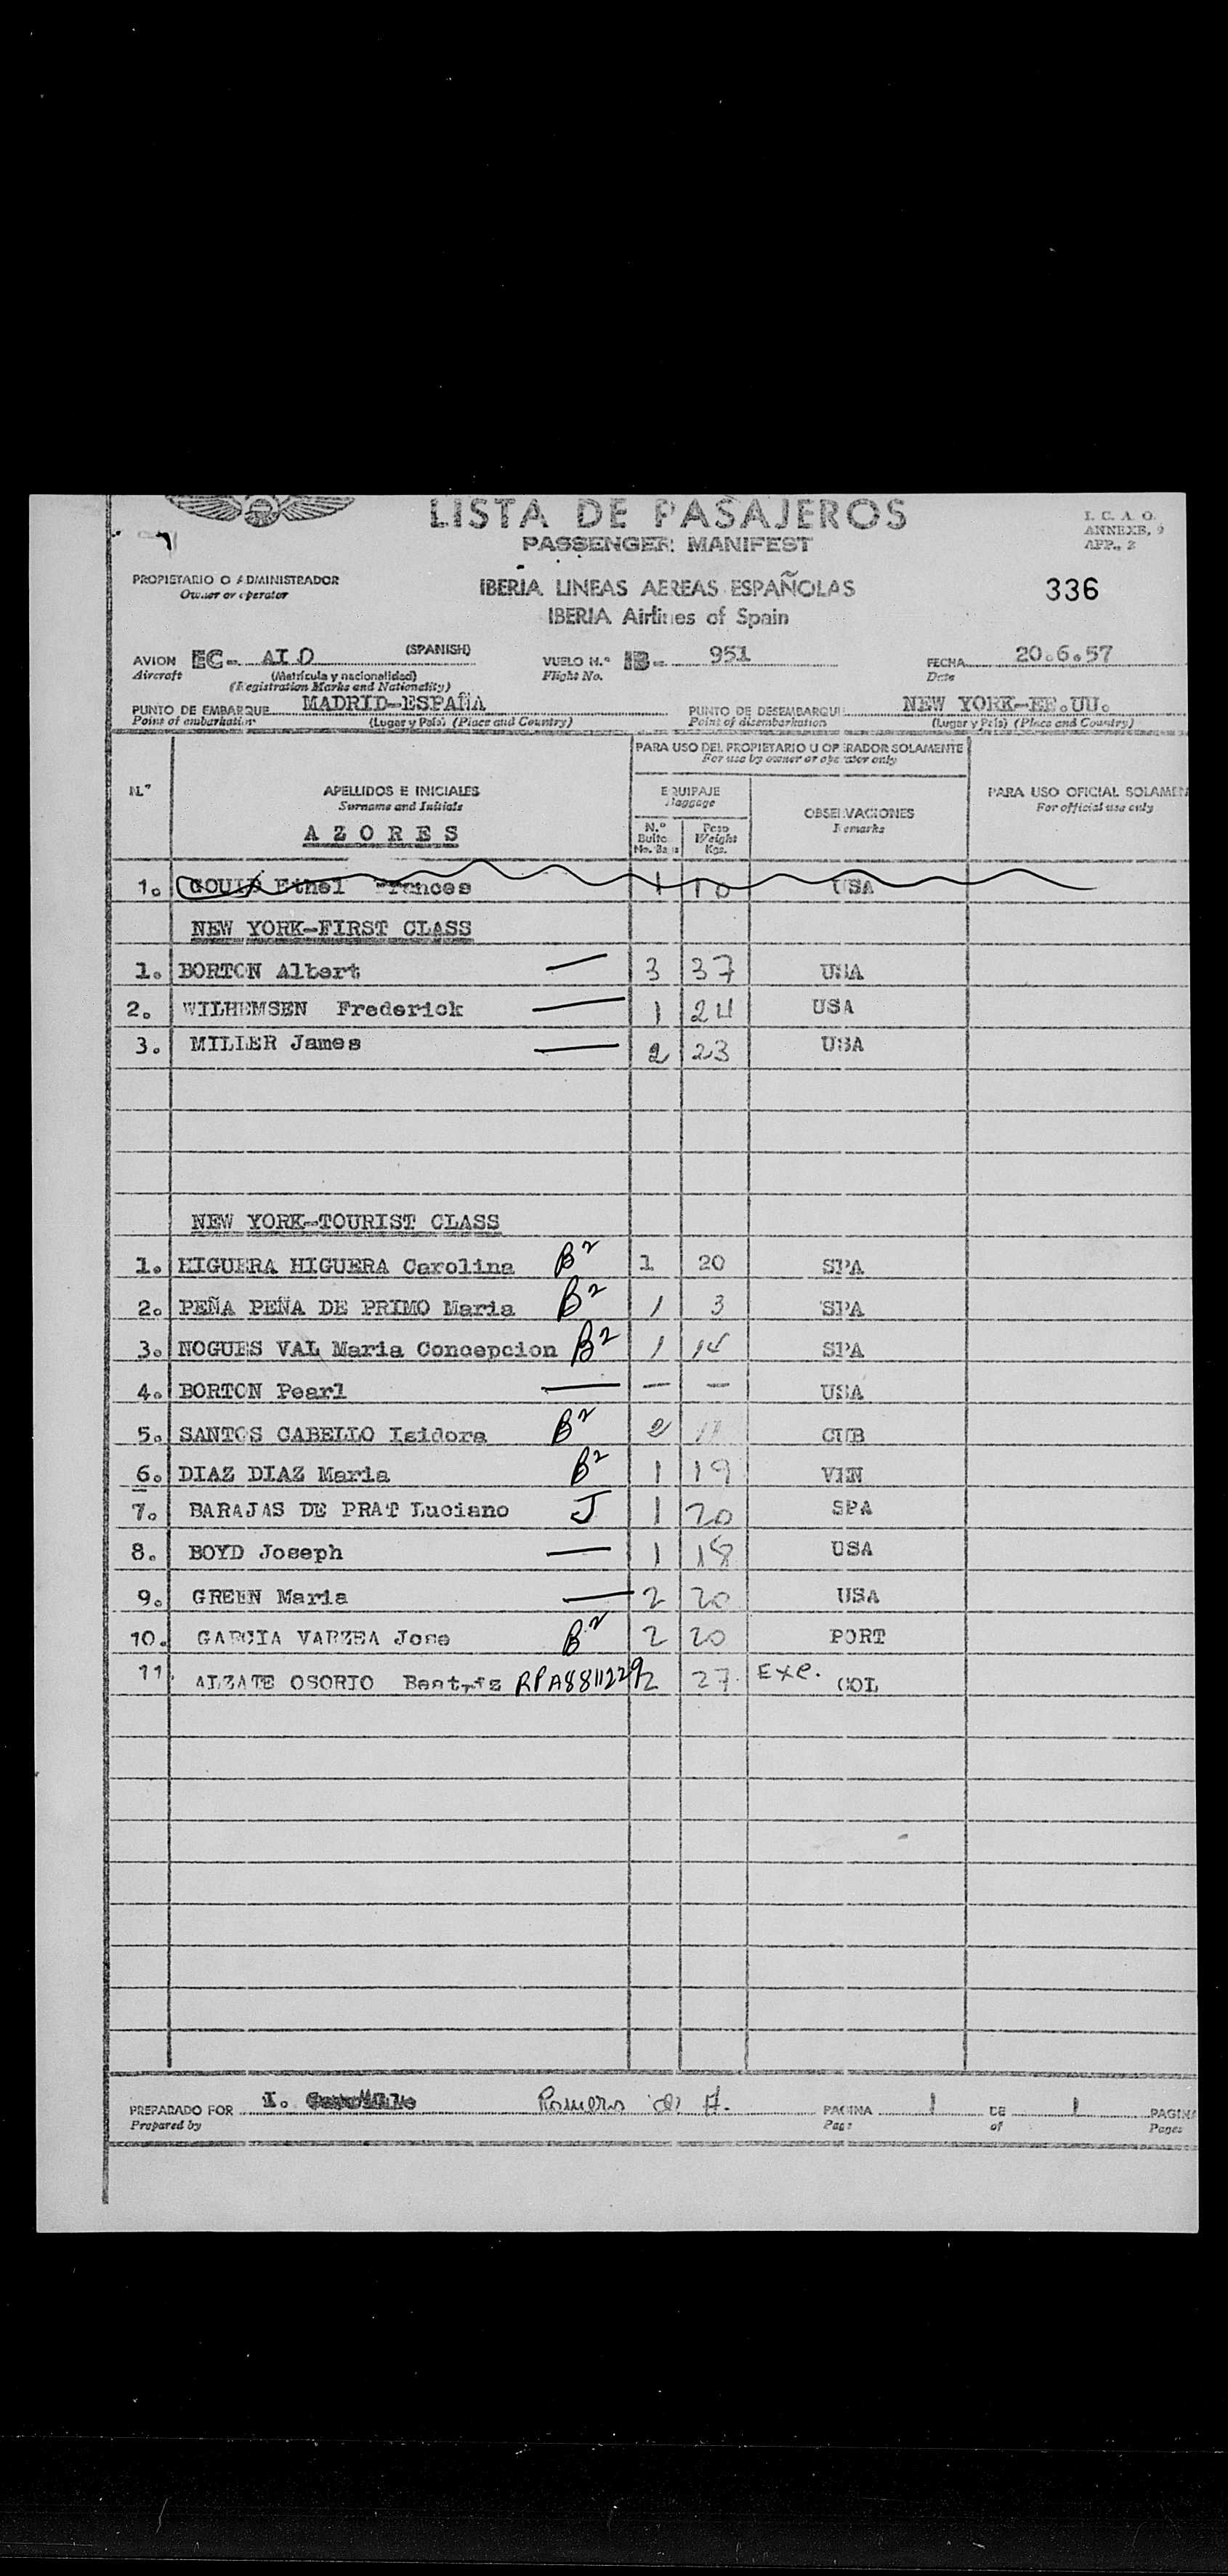 LISTA DE PASAJEROS
PASSENGER MANIFEST
I. C. A. O.
ANNEXE, 9
APP., 2
PROPIETARIO O ADMINISTRADOR
Owner or operator
IBERIA LINEAS AEREAS ESPAÑOLAS
IBERIA Airlines of Spain
336
AVION EC- AI (SPANISH) VUELO N.º IB- 951 FECHA 20.6.57
Aircraft (Matrícula y nacionalidad) Flight No. Date
(Registration Marks and Nationality)
PUNTO DE EMBARQUE MADRID-ESPAÑA PUNTO DE DESEMBARQUE NEW YORK-EE.UU.
Point of embarkation (Lugar y País) (Place and Country) Point of disembarkation (Lugar y País) (Place and Country)
PARA USO DEL PROPIETARIO U OPERADOR SOLAMENTE
For use by owner or operator only
N.º APELLIDOS E INICIALES EQUIPAJE OBSERVACIONES PARA USO OFICIAL SOLAMEN
Surname and Initials Baggage Remarks For official use only
AZORES N.º Bulto No. Bags Peso Weight Kgs.
1. Ethel Frances 1 10 USA
NEW YORK-FIRST CLASS
1. BORTON Albert — 3 37 USA
2. WILHEMSEN Frederick — 1 24 USA
3. MILLER James — 2 23 USA
NEW YORK-TOURIST CLASS
1. HIGUERA HIGUERA Carolina B2 1 20 SPA
2. PEÑA PEÑA DE PRIMO Maria B2 1 3 SPA
3. NOGUES VAL Maria Concepcion B2 1 14 SPA
4. BORTON Pearl — — — USA
5. SANTOS CABELLO Isidora B2 2 CUB
6. DIAZ DIAZ Maria B2 1 19 VEN
7. BARAJAS DE PRAT Luciano J 1 20 SPA
8. BOYD Joseph — 1 18 USA
9. GREEN Maria — 2 20 USA
10. GARCIA VARZEA Jose B2 2 20 PORT
11. ALZATE OSORIO Beatris RPA8811229 2 27 Exe. COL
PREPARADO POR I. Romero de A. PAGINA 1 DE 1 PAGINA
Prepared by Page of Pages